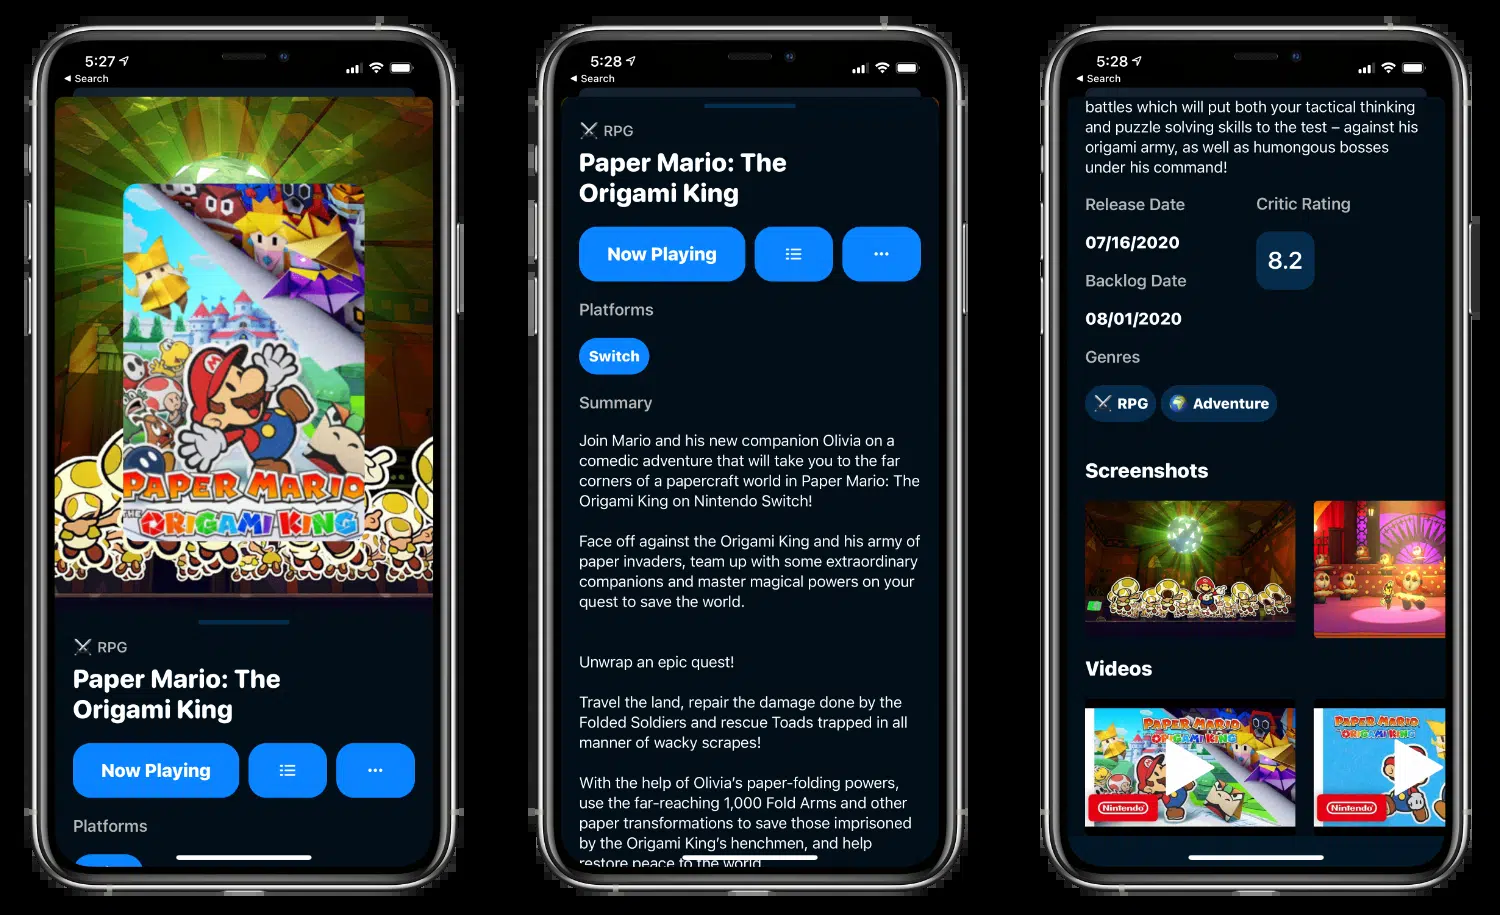 5:27
Search
PAPER MARIO
THE
ORIGAMI KING
RPG
Paper Mario: The
Origami King
Now Playing
Platforms
5:28
Search
RPG
Paper Mario: The
Origami King
Now Playing
Platforms
Switch
Summary
Join Mario and his new companion Olivia on a
comedic adventure that will take you to the far
corners of a papercraft world in Paper Mario: The
Origami King on Nintendo Switch!
Face off against the Origami King and his army of
paper invaders, team up with some extraordinary
companions and master magical powers on your
quest to save the world.
Unwrap an epic quest!
Travel the land, repair the damage done by the
Folded Soldiers and rescue Toads trapped in all
manner of wacky scrapes!
With the help of Olivia's paper-folding powers,
use the far-reaching 1,000 Fold Arms and other
paper transformations to save those imprisoned
by the Origami King's henchmen, and help
restore peace to the world.
5:28
Search
battles which will put both your tactical thinking
and puzzle solving skills to the test – against his
origami army, as well as humongous bosses
under his command!
Release Date
Critic Rating
07/16/2020
8.2
Backlog Date
08/01/2020
Genres
RPG
Adventure
Screenshots
Videos
PAPER MARIO
ORIGAMI KING
Nintendo
PAPER MARIO
ORIGAMI KING
Nintendo